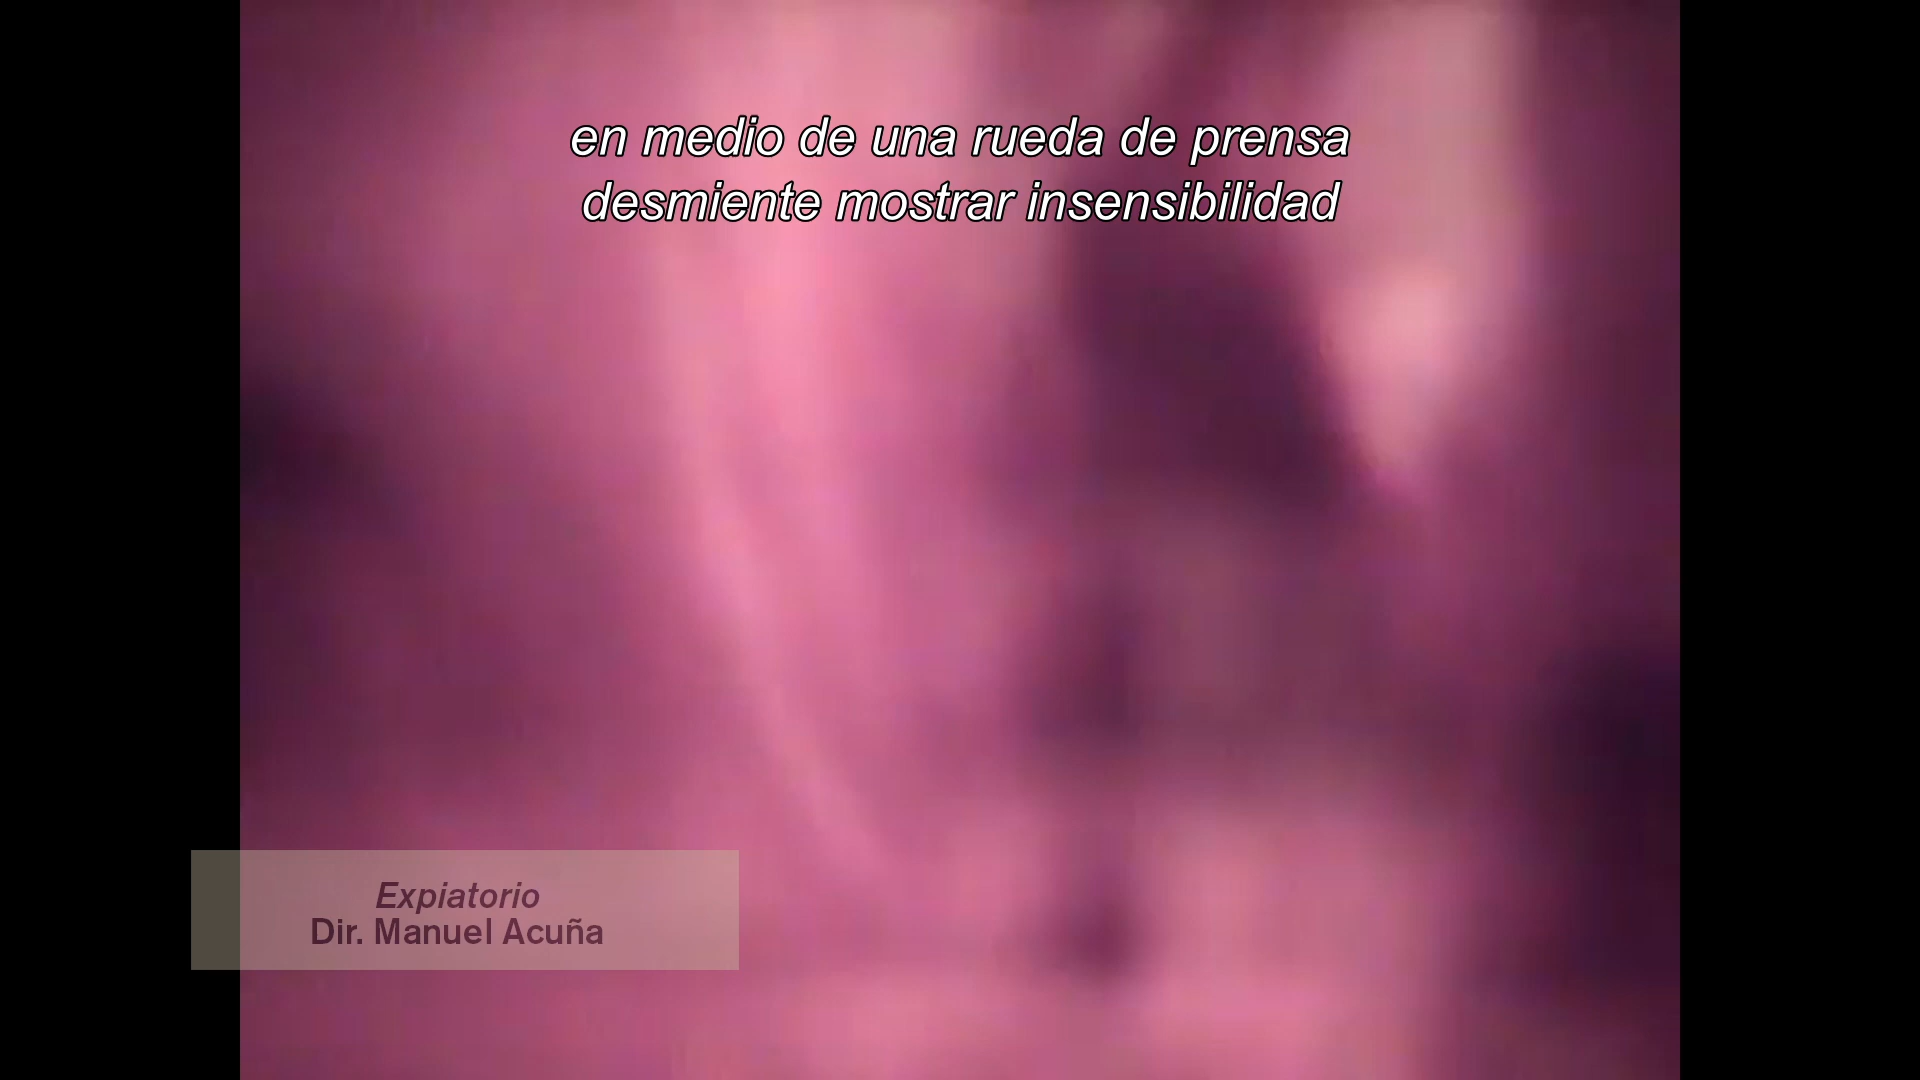 en medio de una rueda de prensa
desmiente mostrar insensibilidad
Expiatorio
Dir. Manuel Acuña